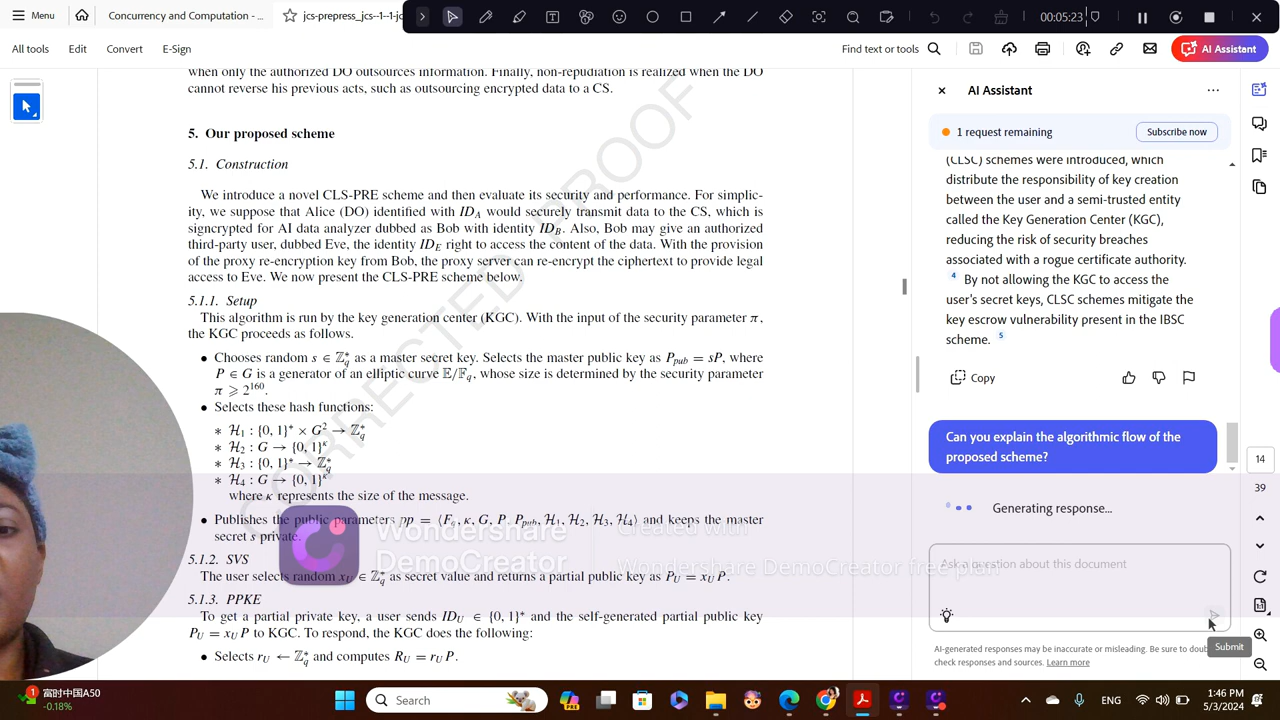 Menu
Concurrency and Computation -
jcs-prepress_jcs--1--1-jc
00:05:23
All tools Edit Convert E-Sign
Find text or tools
AI Assistant
when only the authorized DO outsources information. Finally, non-repudiation is realized when the DO
cannot reverse his previous acts, such as outsourcing encrypted data to a CS.
5. Our proposed scheme
5.1. Construction
We introduce a novel CLS-PRE scheme and then evaluate its security and performance. For simplic-
ity, we suppose that Alice (DO) identified with ID_A would securely transmit data to the CS, which is
signcrypted for AI data analyzer dubbed as Bob with identity ID_B. Also, Bob may give an authorized
third-party user, dubbed Eve, the identity ID_E right to access the content of the data. With the provision
of the proxy re-encryption key from Bob, the proxy server can re-encrypt the ciphertext to provide legal
access to Eve. We now present the CLS-PRE scheme below.
5.1.1. Setup
This algorithm is run by the key generation center (KGC). With the input of the security parameter π,
the KGC proceeds as follows.
• Chooses random s ∈ ℤ*_q as a master secret key. Selects the master public key as P_pub = sP, where
P ∈ G is a generator of an elliptic curve 𝔼/𝔽_q, whose size is determined by the security parameter
π ⩾ 2^160.
• Selects these hash functions:
* ℋ_1 : {0, 1}* × G^2 → ℤ*_q
* ℋ_2 : G → {0, 1}^κ
* ℋ_3 : {0, 1}* → ℤ*_q
* ℋ_4 : G → {0, 1}^κ
where κ represents the size of the message.
• Publishes the public parameters pp = ⟨F_q, κ, G, P, P_pub, ℋ_1, ℋ_2, ℋ_3, ℋ_4⟩ and keeps the master
secret s private.
5.1.2. SVS
The user selects random x_U ∈ ℤ*_q as secret value and returns a partial public key as P_U = x_U P.
5.1.3. PPKE
To get a partial private key, a user sends ID_U ∈ {0, 1}* and the self-generated partial public key
P_U = x_U P to KGC. To respond, the KGC does the following:
• Selects r_U ← ℤ*_q and computes R_U = r_U P.
CORRECTED PROOF
Wondershare
DemoCreator
Created with
Wondershare DemoCreator free plan
AI Assistant
1 request remaining
Subscribe now
(CLSC) schemes were introduced, which
distribute the responsibility of key creation
between the user and a semi-trusted entity
called the Key Generation Center (KGC),
reducing the risk of security breaches
associated with a rogue certificate authority.
4 By not allowing the KGC to access the
user's secret keys, CLSC schemes mitigate the
key escrow vulnerability present in the IBSC
scheme. 5
Copy
Can you explain the algorithmic flow of the
proposed scheme?
Generating response...
Ask a question about this document
Submit
AI-generated responses may be inaccurate or misleading. Be sure to
check responses and sources. Learn more
14
39
1
富时中国A50
-0.18%
Search
PRE
ENG
1:46 PM
5/3/2024